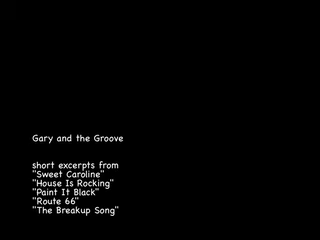 Gary and the Groove
short excerpts from
"Sweet Caroline"
"House Is Rocking"
"Paint It Black"
"Route 66"
"The Breakup Song"